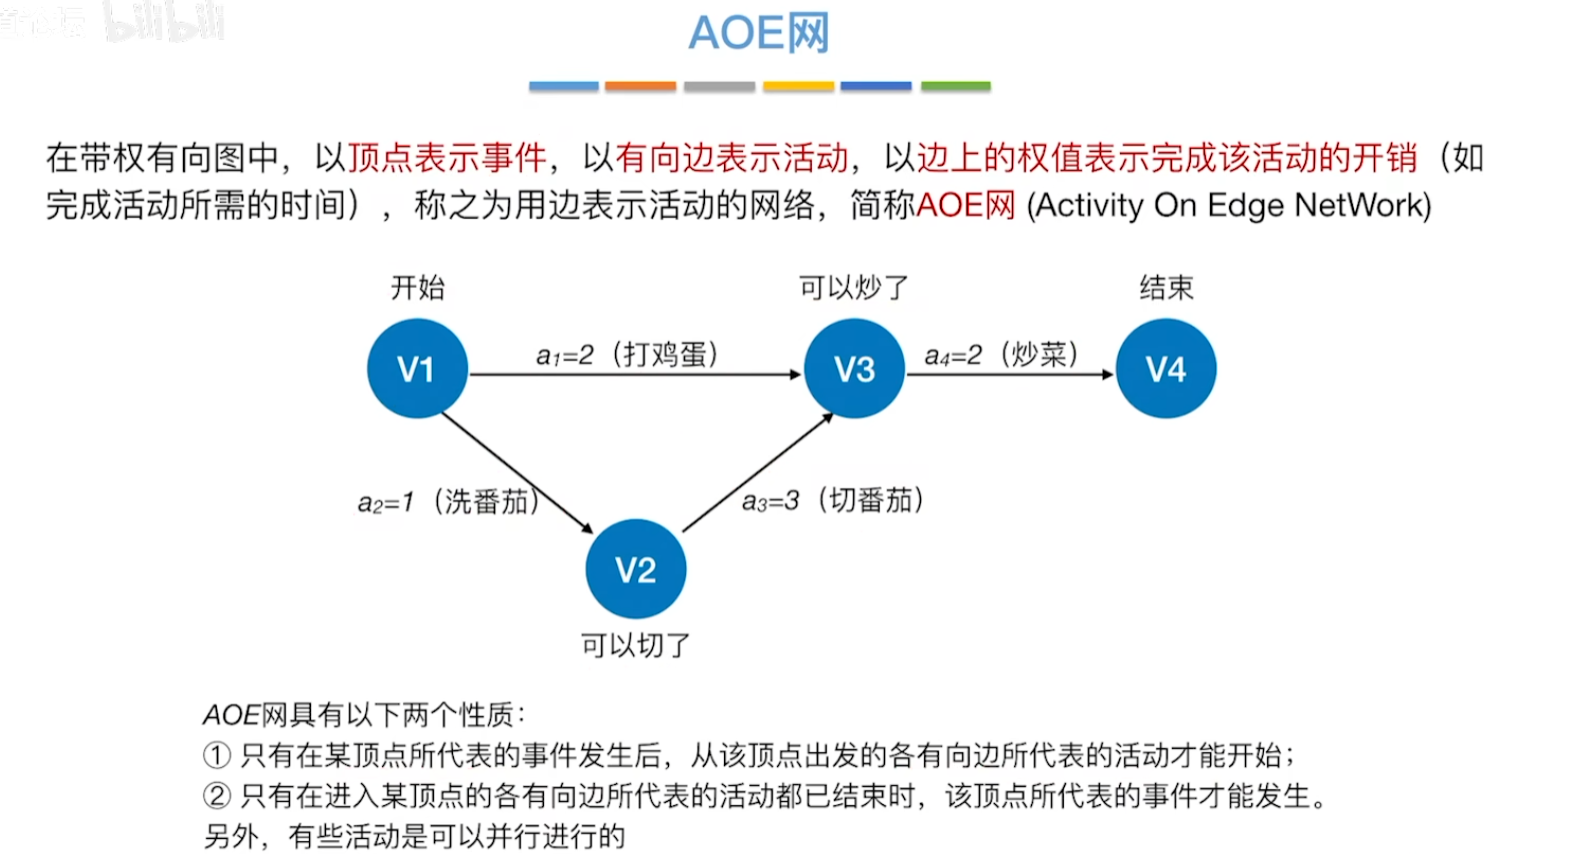 bilibili
AOE网
在带权有向图中，以顶点表示事件，以有向边表示活动，以边上的权值表示完成该活动的开销（如
完成活动所需的时间），称之为用边表示活动的网络，简称AOE网 (Activity On Edge NetWork)
开始
可以炒了
结束
V1
a₁=2（打鸡蛋）
V3
a₄=2（炒菜）
V4
a₂=1（洗番茄）
a₃=3（切番茄）
V2
可以切了
AOE网具有以下两个性质：
① 只有在某顶点所代表的事件发生后，从该顶点出发的各有向边所代表的活动才能开始；
② 只有在进入某顶点的各有向边所代表的活动都已结束时，该顶点所代表的事件才能发生。
另外，有些活动是可以并行进行的